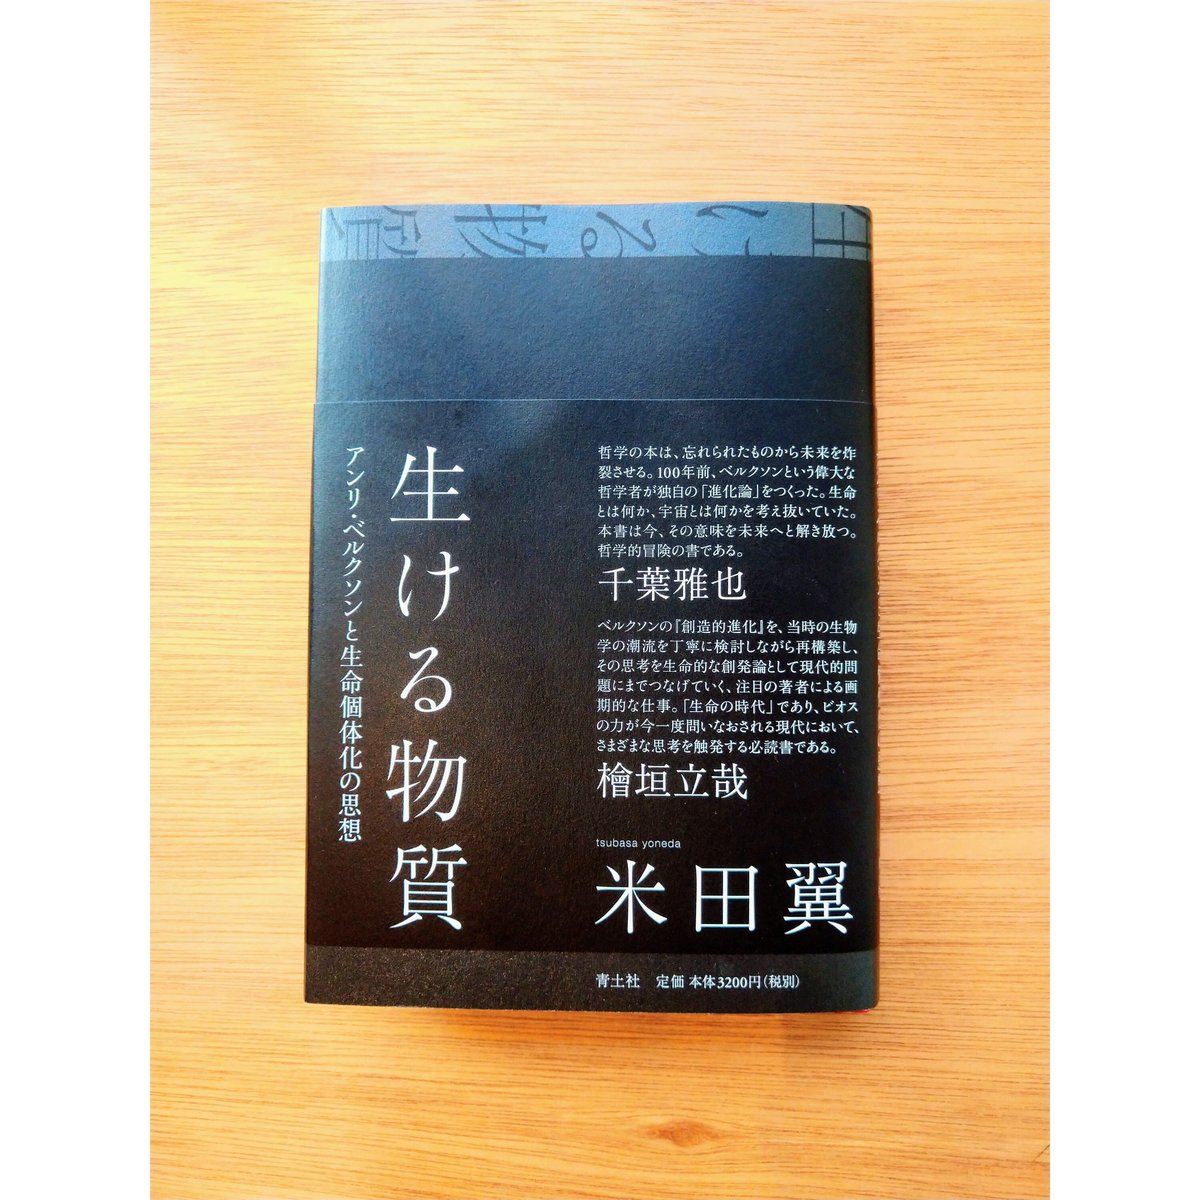 生ける物質
生ける物質
アンリ・ベルクソンと生命個体化の思想
哲学の本は、忘れられたものから未来を炸
裂させる。100年前、ベルクソンという偉大な
哲学者が独自の「進化論」をつくった。生命
とは何か、宇宙とは何かを考え抜いていた。
本書は今、その意味を未来へと解き放つ。
哲学的冒険の書である。
千葉雅也
ベルクソンの『創造的進化』を、当時の生物
学の潮流を丁寧に検討しながら再構築し、
その思考を生命的な創発論として現代的問
題にまでつなげていく、注目の著者による画
期的な仕事。「生命の時代」であり、ビオス
の力が今一度問いなおされる現代において、
さまざまな思考を触発する必読書である。
檜垣立哉
tsubasa yoneda
米田翼
青土社 定価 本体3200円(税別)